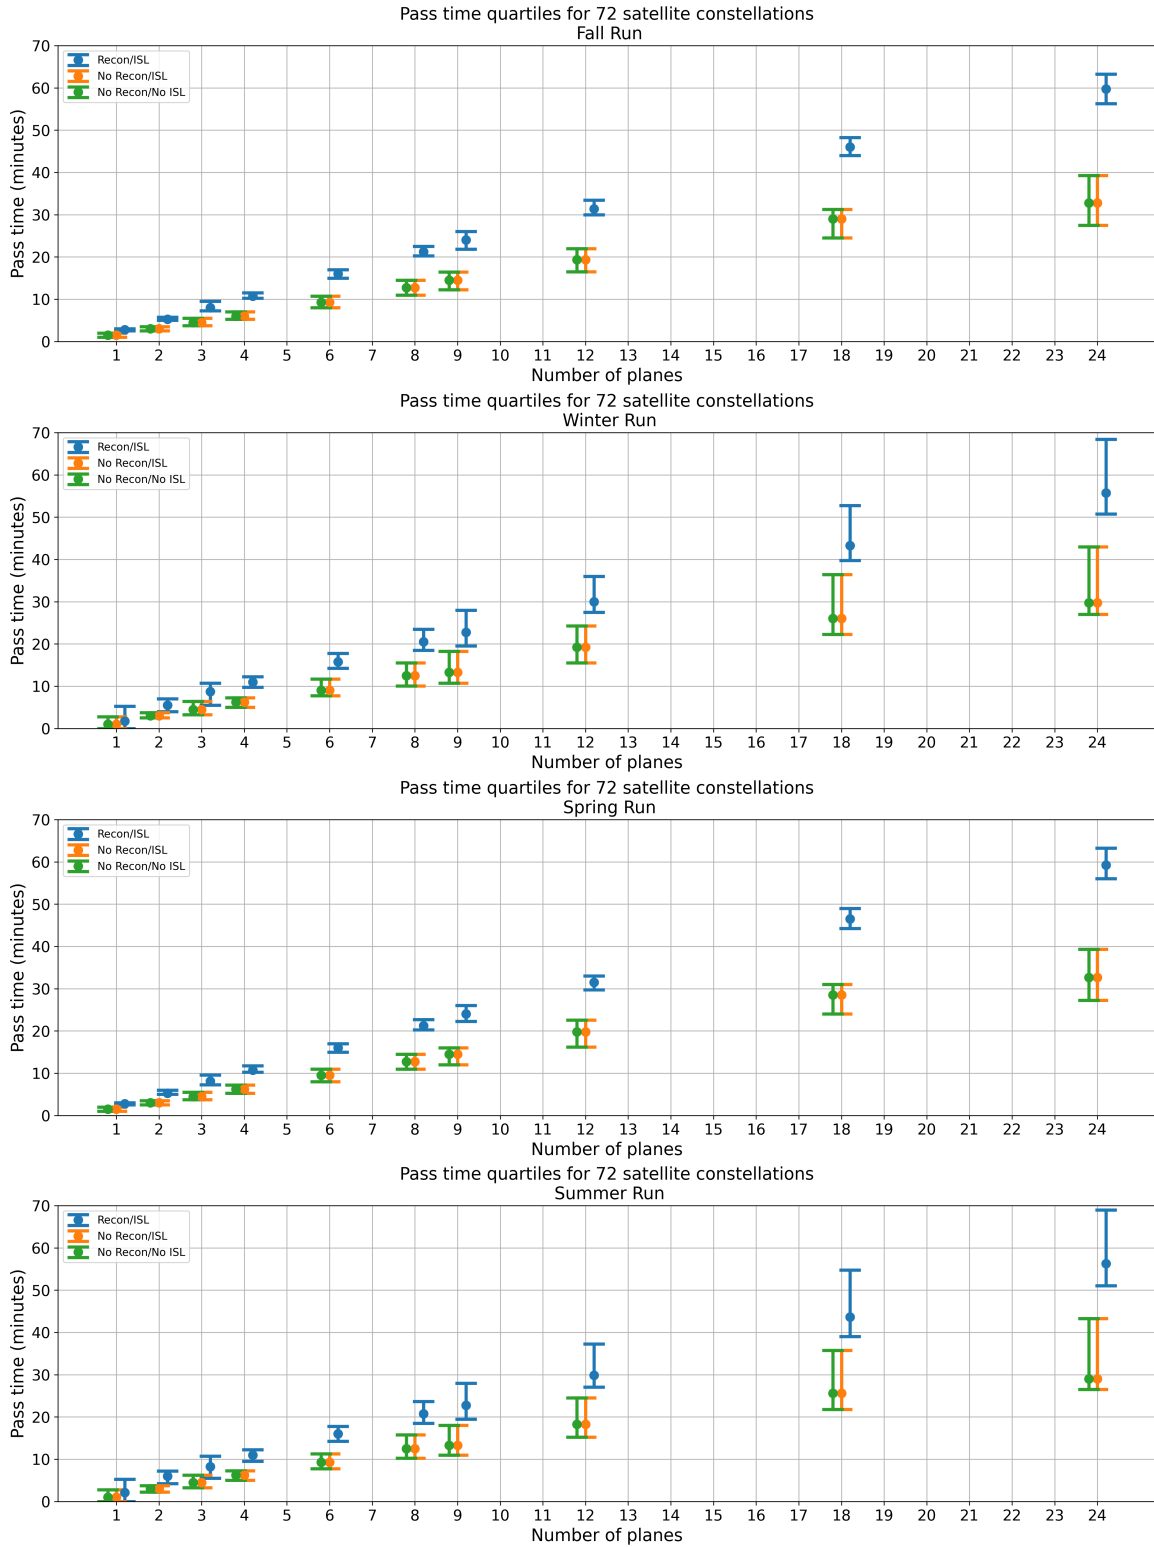 Pass time quartiles for 72 satellite constellations
Fall Run
70
60
50
40
30
20
10
0
Pass time (minutes)
Recon/ISL
No Recon/ISL
No Recon/No ISL
1 2 3 4 5 6 7 8 9 10 11 12 13 14 15 16 17 18 19 20 21 22 23 24
Number of planes
Pass time quartiles for 72 satellite constellations
Winter Run
70
60
50
40
30
20
10
0
Pass time (minutes)
Recon/ISL
No Recon/ISL
No Recon/No ISL
1 2 3 4 5 6 7 8 9 10 11 12 13 14 15 16 17 18 19 20 21 22 23 24
Number of planes
Pass time quartiles for 72 satellite constellations
Spring Run
70
60
50
40
30
20
10
0
Pass time (minutes)
Recon/ISL
No Recon/ISL
No Recon/No ISL
1 2 3 4 5 6 7 8 9 10 11 12 13 14 15 16 17 18 19 20 21 22 23 24
Number of planes
Pass time quartiles for 72 satellite constellations
Summer Run
70
60
50
40
30
20
10
0
Pass time (minutes)
Recon/ISL
No Recon/ISL
No Recon/No ISL
1 2 3 4 5 6 7 8 9 10 11 12 13 14 15 16 17 18 19 20 21 22 23 24
Number of planes